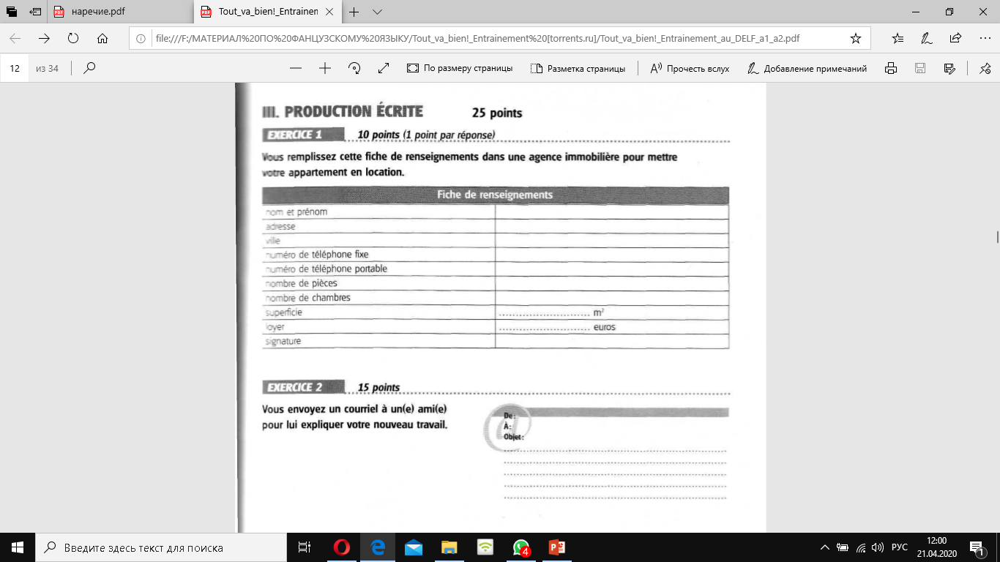 наречие.pdf
Tout_va_bien!_Entrainen
file:///F:/МАТЕРИАЛ%20ПО%20ФАНЦУЗСКОМУ%20ЯЗЫКУ/Tout_va_bien!_Entrainement%20[torrents.ru]/Tout_va_bien!_Entrainement_au_DELF_a1_a2.pdf
12 из 34 По размеру страницы Разметка страницы Прочесть вслух Добавление примечаний
III. PRODUCTION ÉCRITE 25 points
EXERCICE 1 10 points (1 point par réponse)
Vous remplissez cette fiche de renseignements dans une agence immobilière pour mettre
votre appartement en location.
Fiche de renseignements
nom et prénom
adresse
ville
numéro de téléphone fixe
numéro de téléphone portable
nombre de pièces
nombre de chambres
superficie ........................... m²
loyer ........................... euros
signature
EXERCICE 2 15 points
Vous envoyez un courriel à un(e) ami(e)
pour lui expliquer votre nouveau travail.
@
De :
À :
Objet :
Введите здесь текст для поиска
4
РУС
12:00
21.04.2020
1